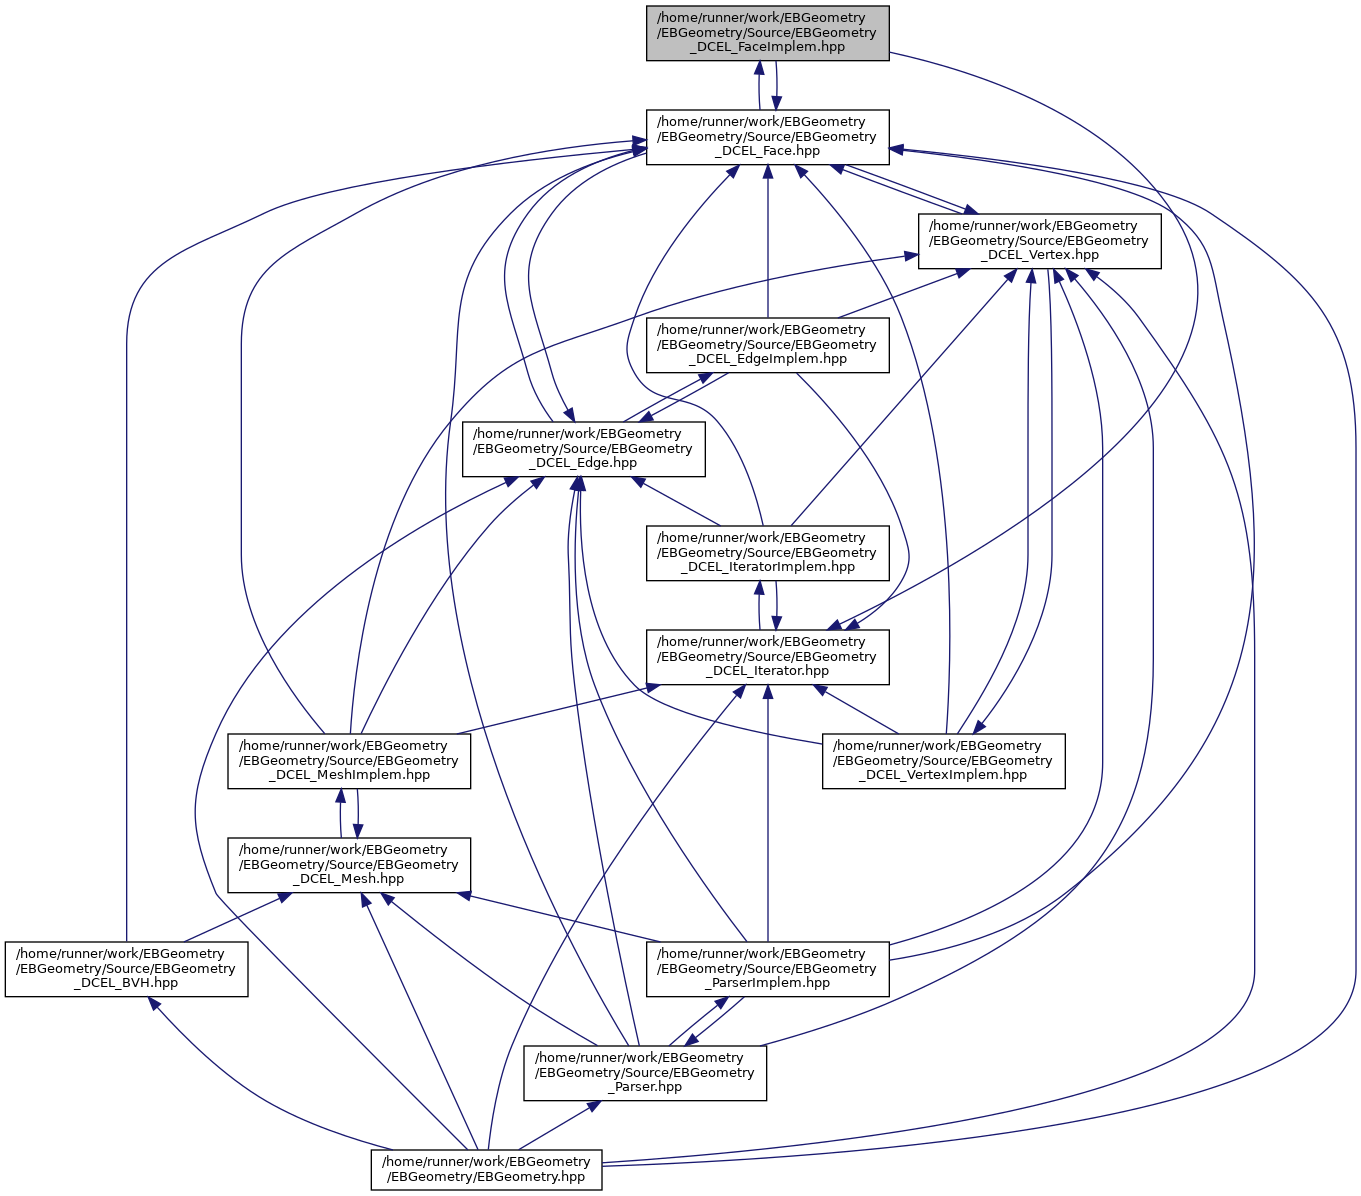 /home/runner/work/EBGeometry
/EBGeometry/Source/EBGeometry
_DCEL_FaceImplem.hpp
/home/runner/work/EBGeometry
/EBGeometry/Source/EBGeometry
_DCEL_Face.hpp
/home/runner/work/EBGeometry
/EBGeometry/Source/EBGeometry
_DCEL_Vertex.hpp
/home/runner/work/EBGeometry
/EBGeometry/Source/EBGeometry
_DCEL_EdgeImplem.hpp
/home/runner/work/EBGeometry
/EBGeometry/Source/EBGeometry
_DCEL_Edge.hpp
/home/runner/work/EBGeometry
/EBGeometry/Source/EBGeometry
_DCEL_IteratorImplem.hpp
/home/runner/work/EBGeometry
/EBGeometry/Source/EBGeometry
_DCEL_Iterator.hpp
/home/runner/work/EBGeometry
/EBGeometry/Source/EBGeometry
_DCEL_MeshImplem.hpp
/home/runner/work/EBGeometry
/EBGeometry/Source/EBGeometry
_DCEL_VertexImplem.hpp
/home/runner/work/EBGeometry
/EBGeometry/Source/EBGeometry
_DCEL_Mesh.hpp
/home/runner/work/EBGeometry
/EBGeometry/Source/EBGeometry
_DCEL_BVH.hpp
/home/runner/work/EBGeometry
/EBGeometry/Source/EBGeometry
_ParserImplem.hpp
/home/runner/work/EBGeometry
/EBGeometry/Source/EBGeometry
_Parser.hpp
/home/runner/work/EBGeometry
/EBGeometry/EBGeometry.hpp